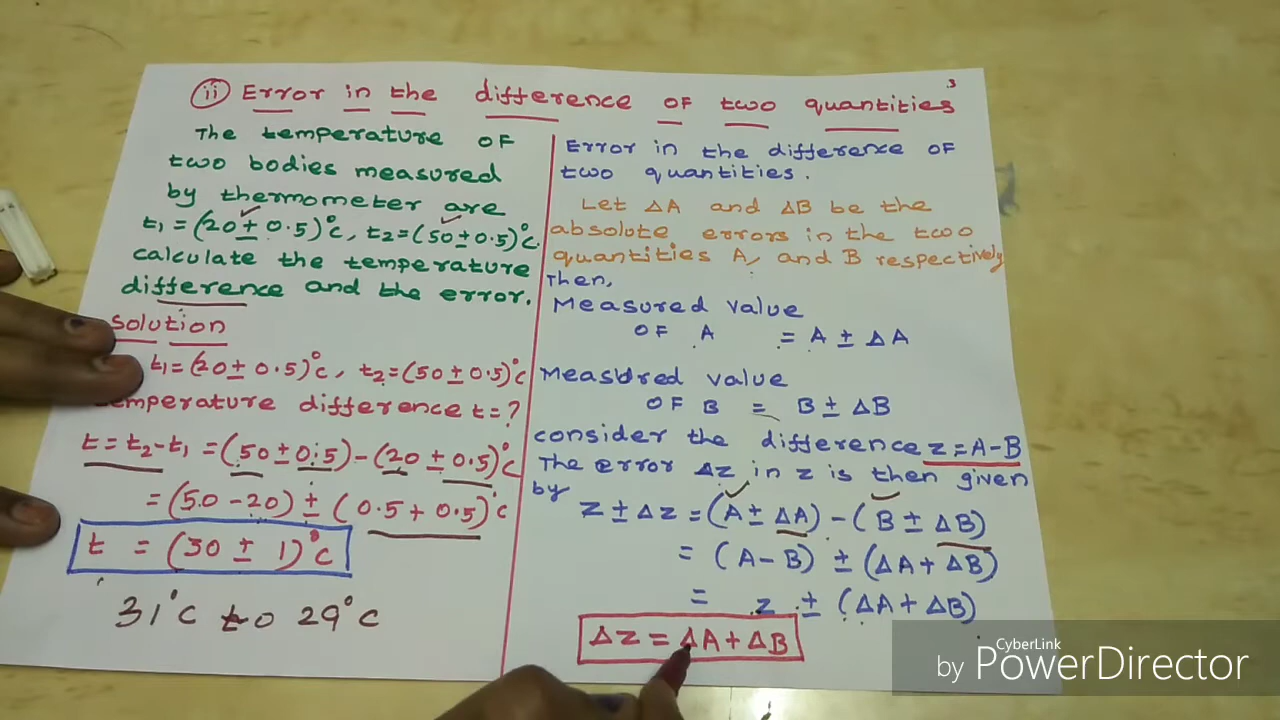 3
(ii) Error in the difference of two quantities
The temperature of
two bodies measured
by thermometer are
t₁ = (20 ± 0.5)°c, t₂ = (50 ± 0.5)°c.
calculate the temperature
difference and the error.
solution
t₁ = (20 ± 0.5)°c, t₂ = (50 ± 0.5)°c
temperature difference t = ?
t = t₂ - t₁ = (50 ± 0.5) - (20 ± 0.5)°c
= (50 - 20) ± (0.5 + 0.5)°c
t = (30 ± 1)°c
31°c to 29°c
Error in the difference of
two quantities.
Let ΔA and ΔB be the
absolute errors in the two
quantities A, and B respectively
Then,
Measured value
of A = A ± ΔA
Measured value
of B = B ± ΔB
consider the difference z = A - B
The error Δz in z is then given
by
z ± Δz = (A ± ΔA) - (B ± ΔB)
= (A - B) ± (ΔA + ΔB)
= z ± (ΔA + ΔB)
Δz = ΔA + ΔB
CyberLink
by PowerDirector